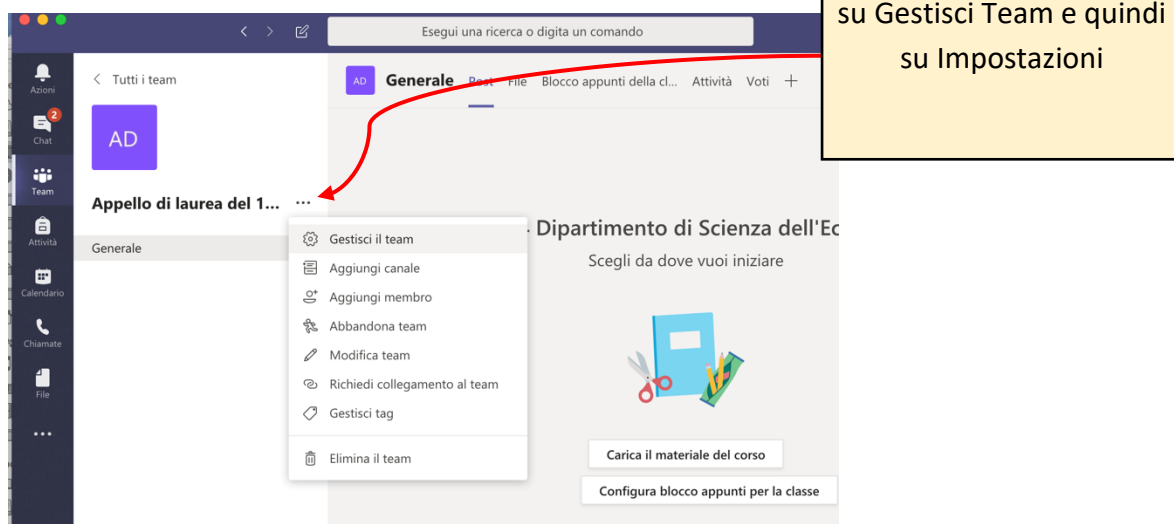 su Gestisci Team e quindi
su Impostazioni
Esegui una ricerca o digita un comando
Azioni
2
Chat
Team
Attività
Calendario
Chiamate
File
Tutti i team
AD
Appello di laurea del 1...
Generale
AD Generale Post File Blocco appunti della cl... Attività Voti
Gestisci il team
Aggiungi canale
Aggiungi membro
Abbandona team
Modifica team
Richiedi collegamento al team
Gestisci tag
Elimina il team
Dipartimento di Scienza dell'Ec
Scegli da dove vuoi iniziare
Carica il materiale del corso
Configura blocco appunti per la classe